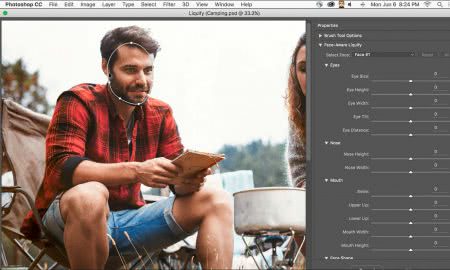 Photoshop CC File Edit Image Layer Type Select Filter 3D View Window Help Mon Jun 6 8:24 PM
Liquify (Camping.psd @ 33.3%)
Properties
Brush Tool Options
Face-Aware Liquify
Select Face: Face #1
Eyes
Eye Size: 0
Eye Height: 0
Eye Width: 0
Eye Tilt: 0
Eye Distance: 0
Nose
Nose Height: 0
Nose Width: 0
Mouth
Smile: 0
Upper Lip: 0
Lower Lip: 0
Mouth Width: 0
Mouth Height: 0
Face Shape